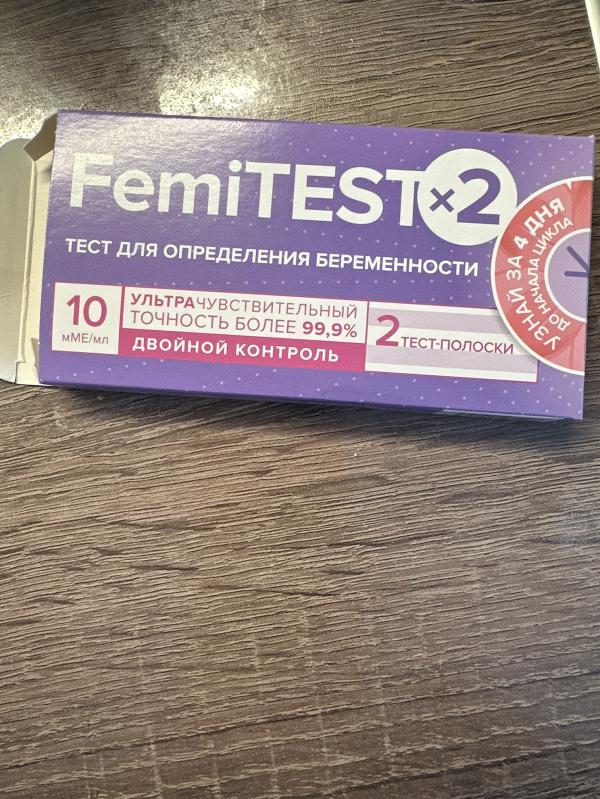 FemiTEST×2
ТЕСТ ДЛЯ ОПРЕДЕЛЕНИЯ БЕРЕМЕННОСТИ
10
мМЕ/мл
УЛЬТРАЧУВСТВИТЕЛЬНЫЙ
ТОЧНОСТЬ БОЛЕЕ 99,9%
ДВОЙНОЙ КОНТРОЛЬ
2 ТЕСТ-ПОЛОСКИ
УЗНАЙ ЗА 4 ДНЯ
ДО НАЧАЛА ЦИКЛА